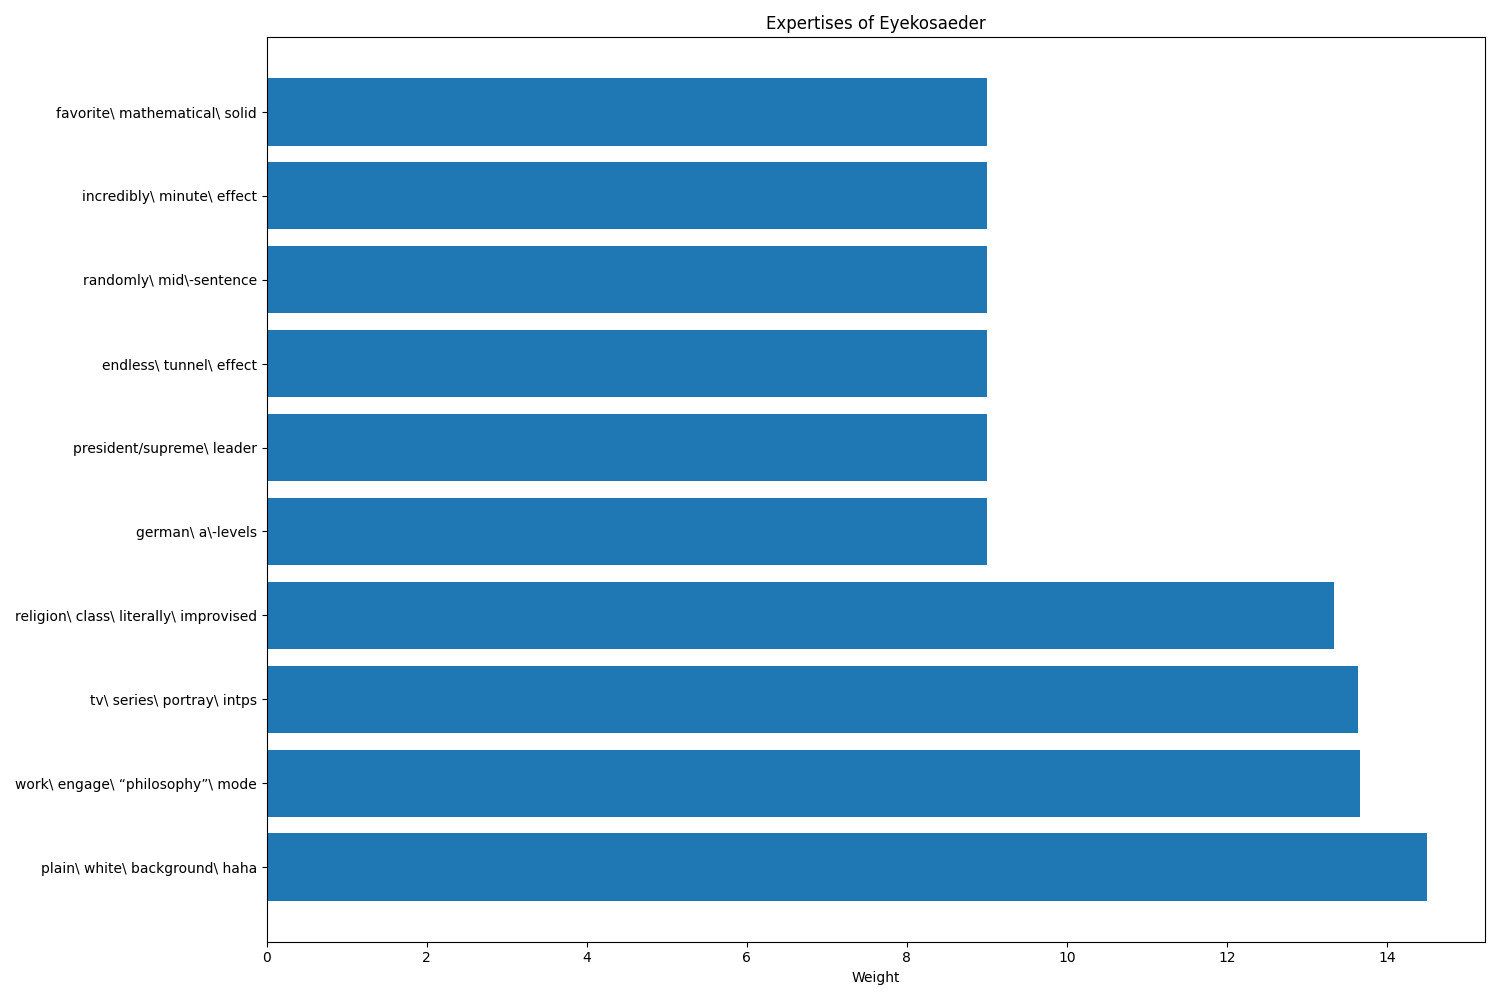 Expertises of Eyekosaeder
favorite\ mathematical\ solid
incredibly\ minute\ effect
randomly\ mid\-sentence
endless\ tunnel\ effect
president/supreme\ leader
german\ a\-levels
religion\ class\ literally\ improvised
tv\ series\ portray\ intps
work\ engage\ “philosophy”\ mode
plain\ white\ background\ haha
0 2 4 6 8 10 12 14
Weight